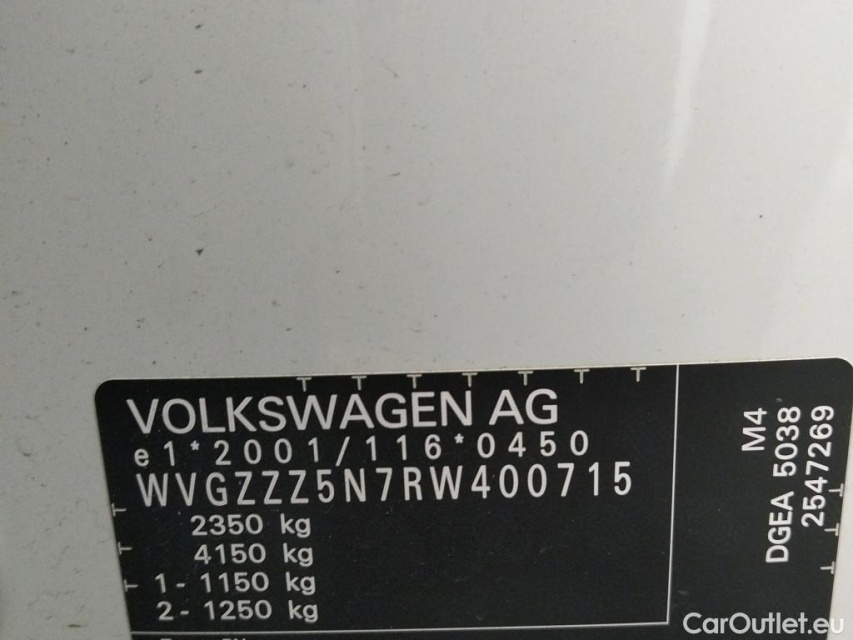 VOLKSWAGEN AG
e1*2001/116*0450
WVGZZZ5N7RW400715
2350 kg
4150 kg
1- 1150 kg
2- 1250 kg
M4
DGEA 5038
2547269
CarOutlet.eu